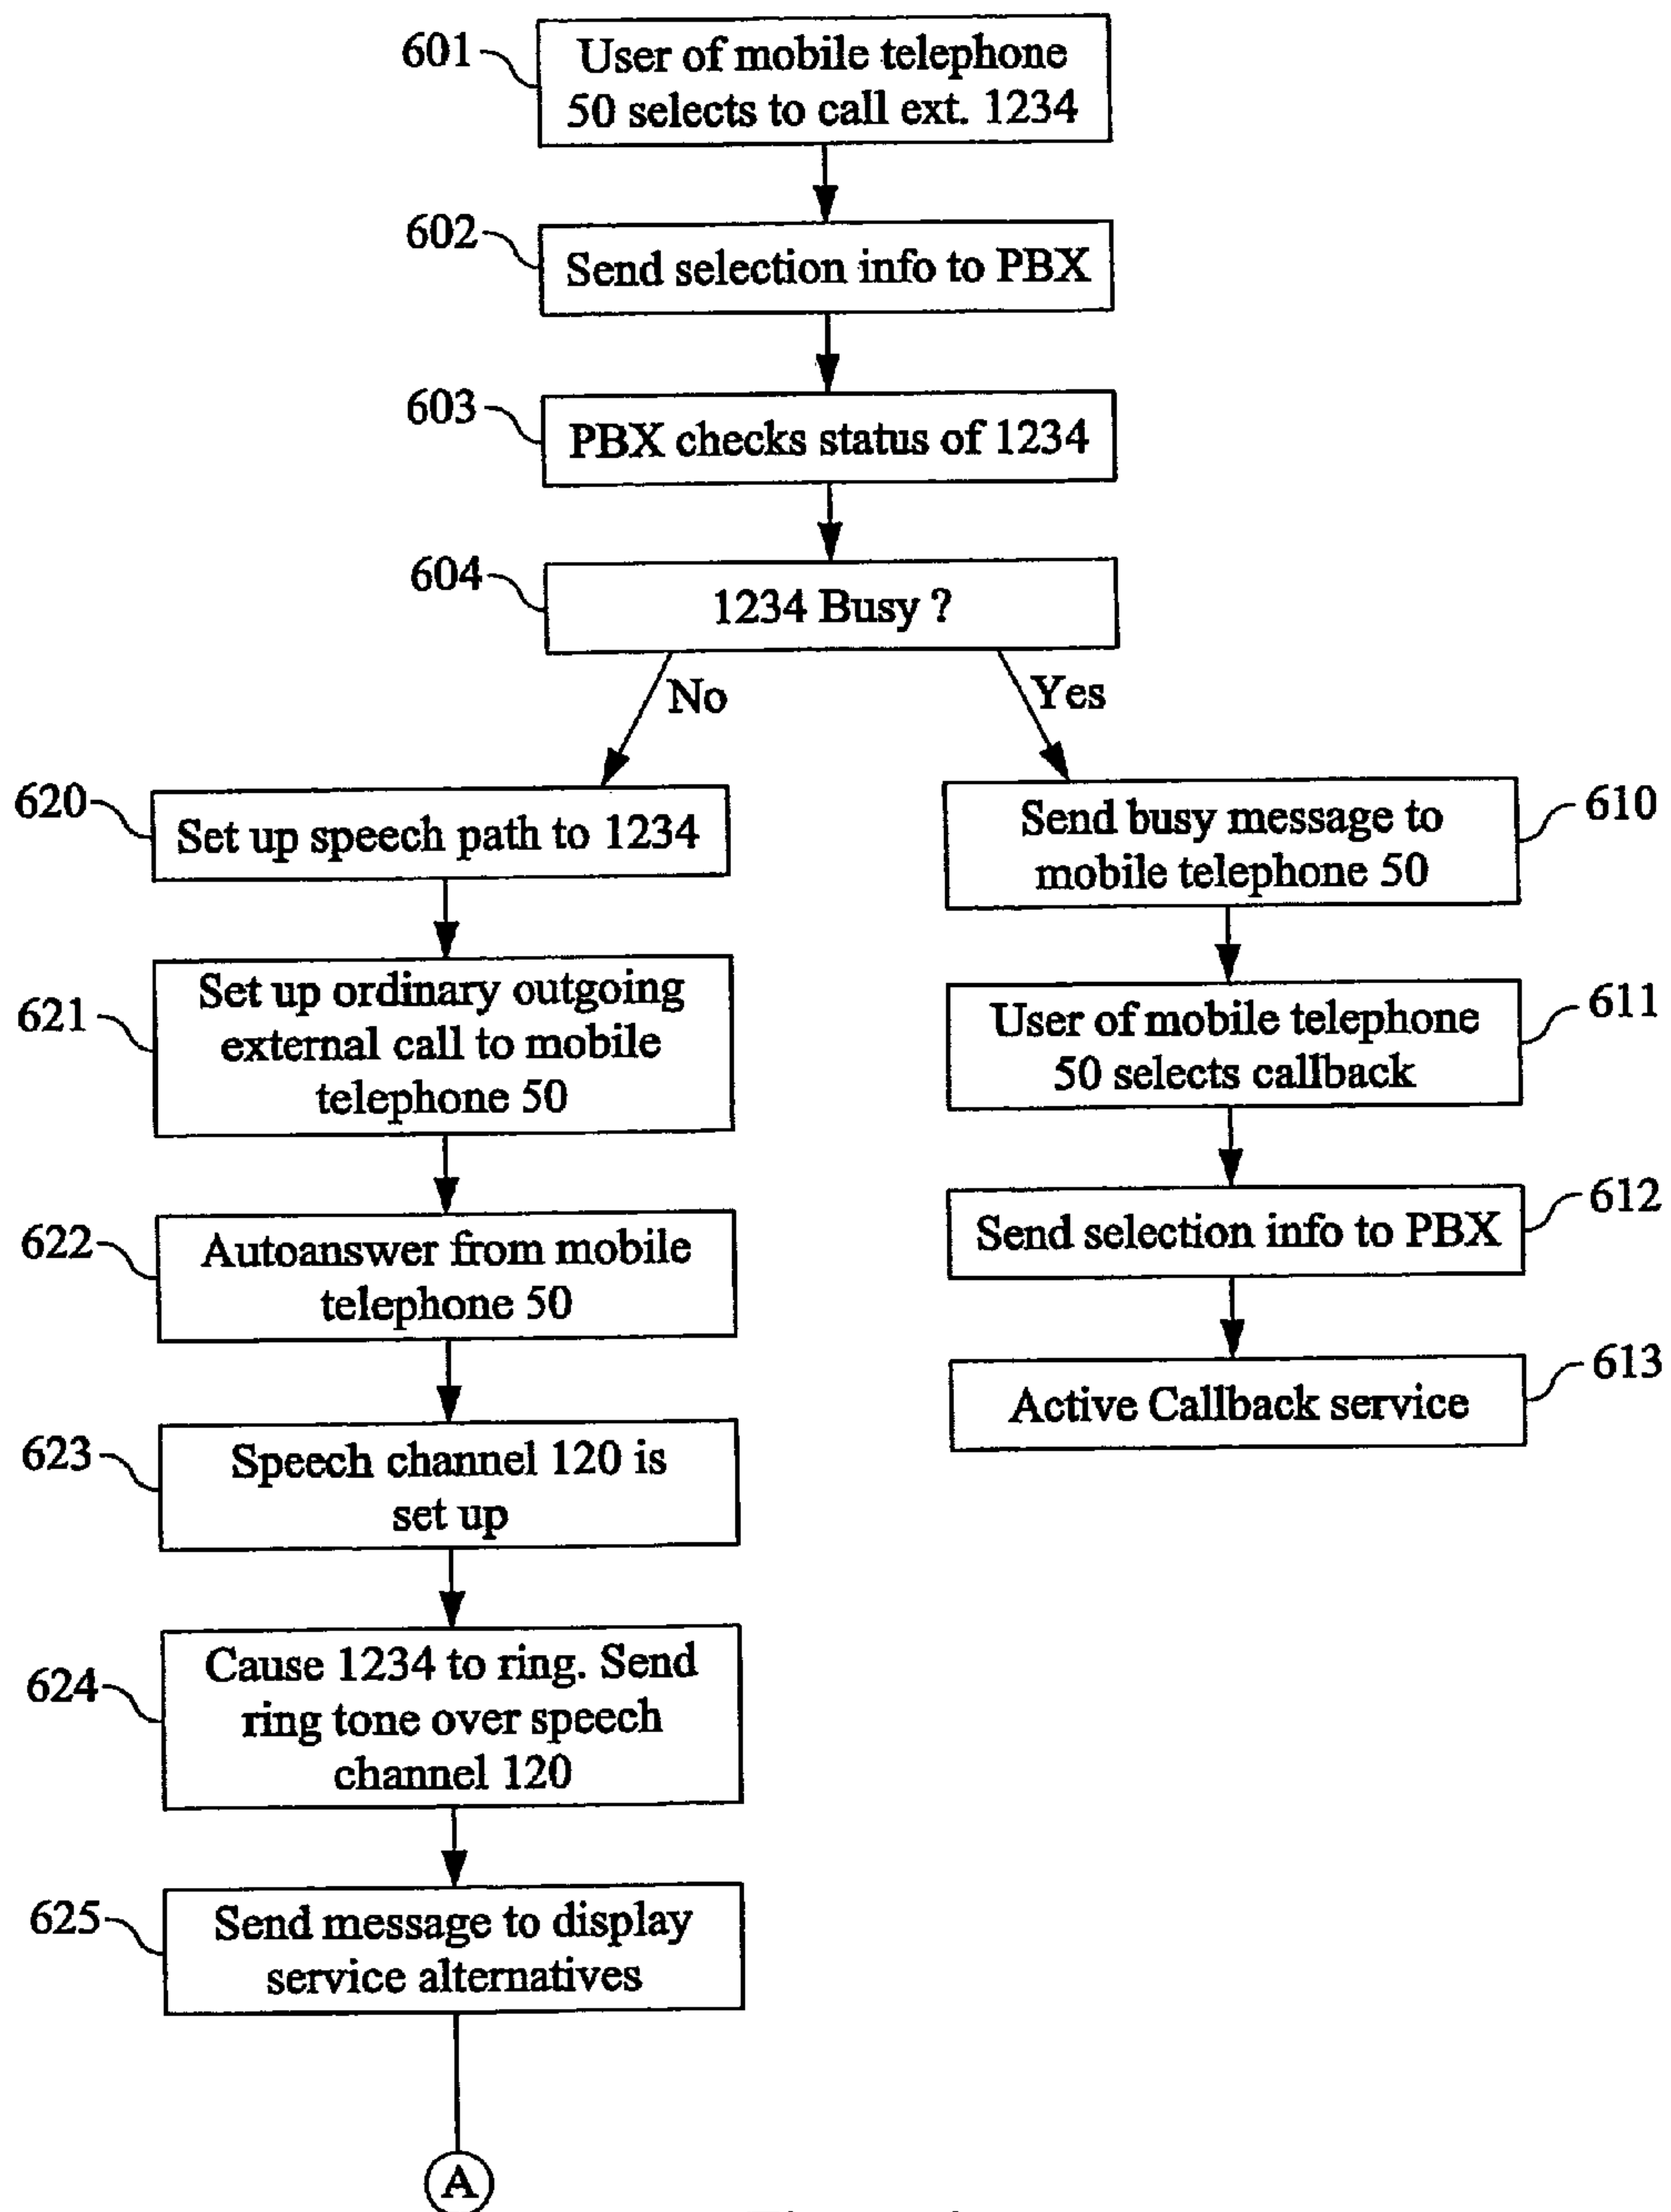 601
User of mobile telephone
50 selects to call ext. 1234
602
Send selection info to PBX
603
PBX checks status of 1234
604
1234 Busy ?
No
Yes
620
Set up speech path to 1234
621
Set up ordinary outgoing
external call to mobile
telephone 50
622
Autoanswer from mobile
telephone 50
623
Speech channel 120 is
set up
624
Cause 1234 to ring. Send
ring tone over speech
channel 120
625
Send message to display
service alternatives
A
610
Send busy message to
mobile telephone 50
611
User of mobile telephone
50 selects callback
612
Send selection info to PBX
613
Active Callback service